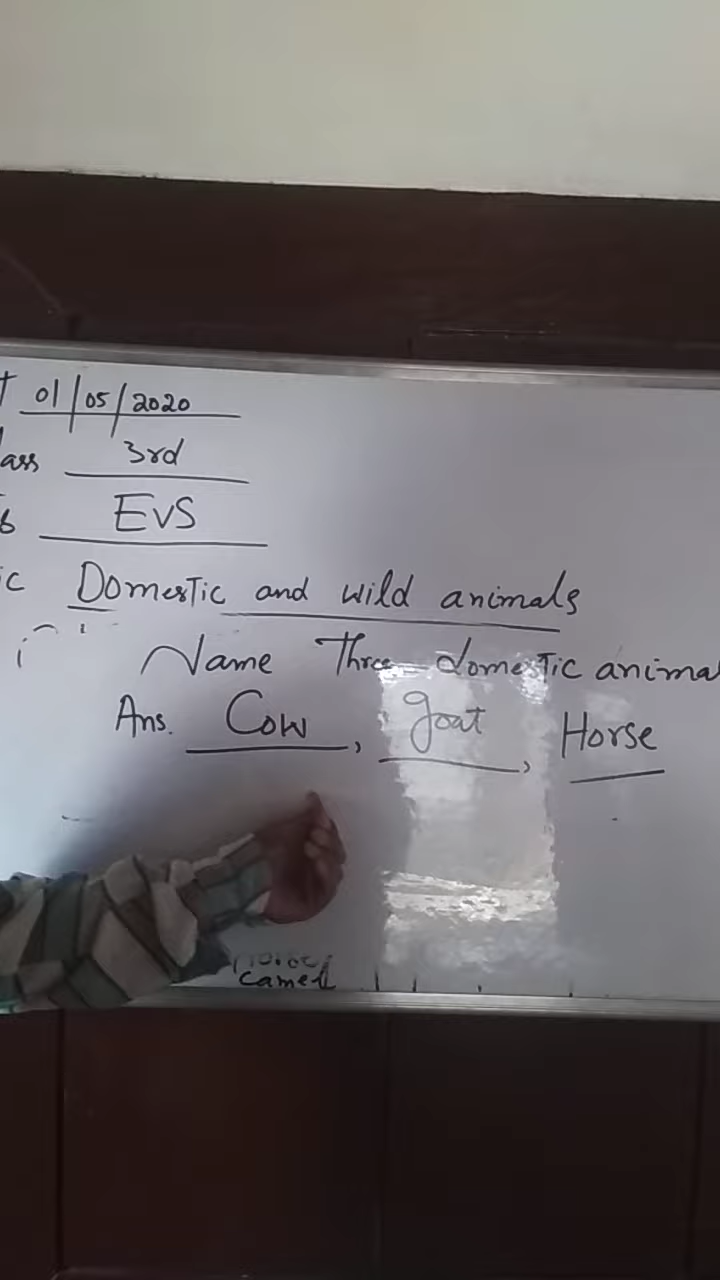 01/05/2020
ass 3rd
EVS
ic Domestic and wild animals
i Name Three domestic anima
Ans. Cow, goat, Horse
camel